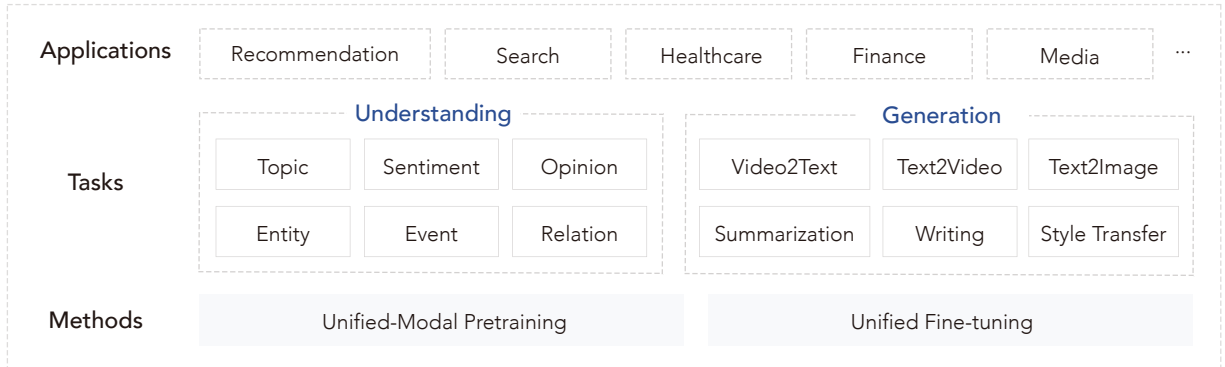 Applications Recommendation Search Healthcare Finance Media ...
Understanding Generation
Topic Sentiment Opinion Video2Text Text2Video Text2Image
Tasks
Entity Event Relation Summarization Writing Style Transfer
Methods Unified-Modal Pretraining Unified Fine-tuning